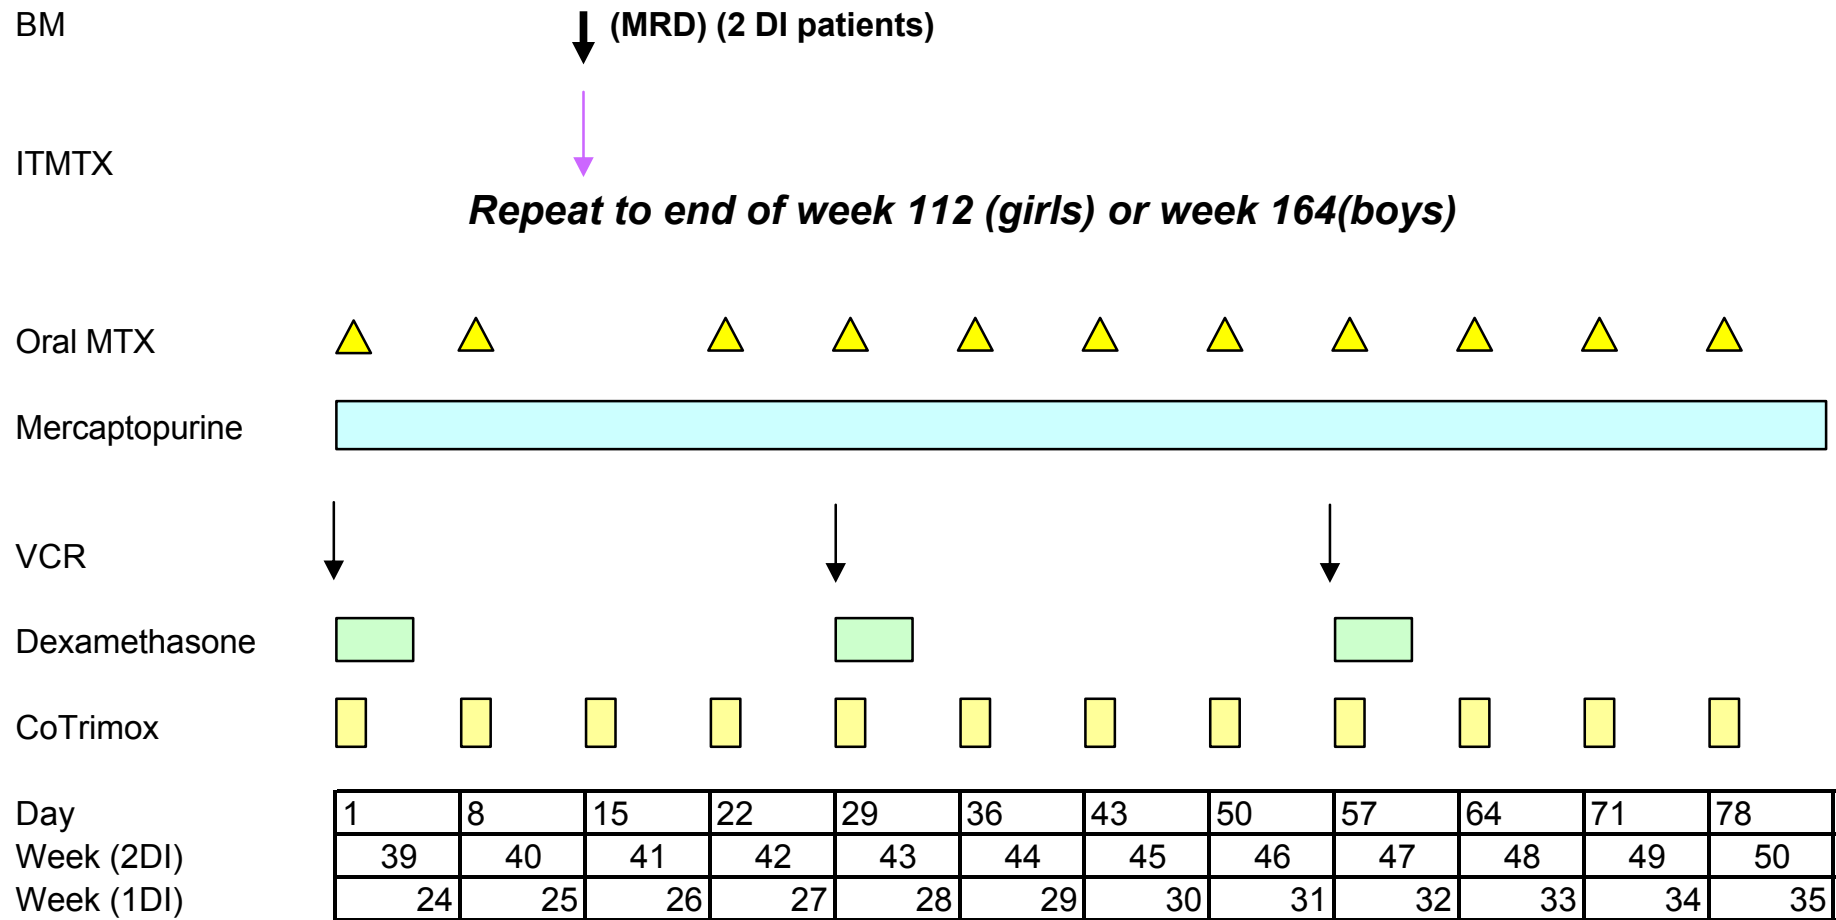 BM (MRD) (2 DI patients)
ITMTX
Repeat to end of week 112 (girls) or week 164(boys)
Oral MTX
Mercaptopurine
VCR
Dexamethasone
CoTrimox
Day 1 8 15 22 29 36 43 50 57 64 71 78
Week (2DI) 39 40 41 42 43 44 45 46 47 48 49 50
Week (1DI) 24 25 26 27 28 29 30 31 32 33 34 35